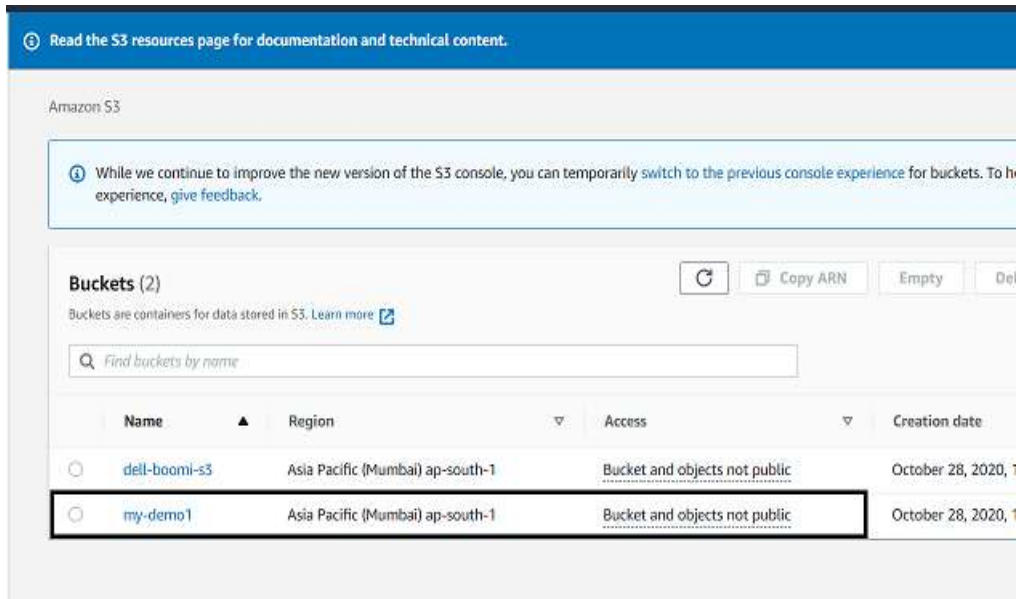 Read the S3 resources page for documentation and technical content.
Amazon S3
While we continue to improve the new version of the S3 console, you can temporarily switch to the previous console experience for buckets. To
experience, give feedback.
Buckets (2)
Copy ARN
Empty
Buckets are containers for data stored in S3. Learn more
Find buckets by name
Name Region Access Creation date
dell-boomi-s3 Asia Pacific (Mumbai) ap-south-1 Bucket and objects not public October 28, 2020,
my-demo1 Asia Pacific (Mumbai) ap-south-1 Bucket and objects not public October 28, 2020,